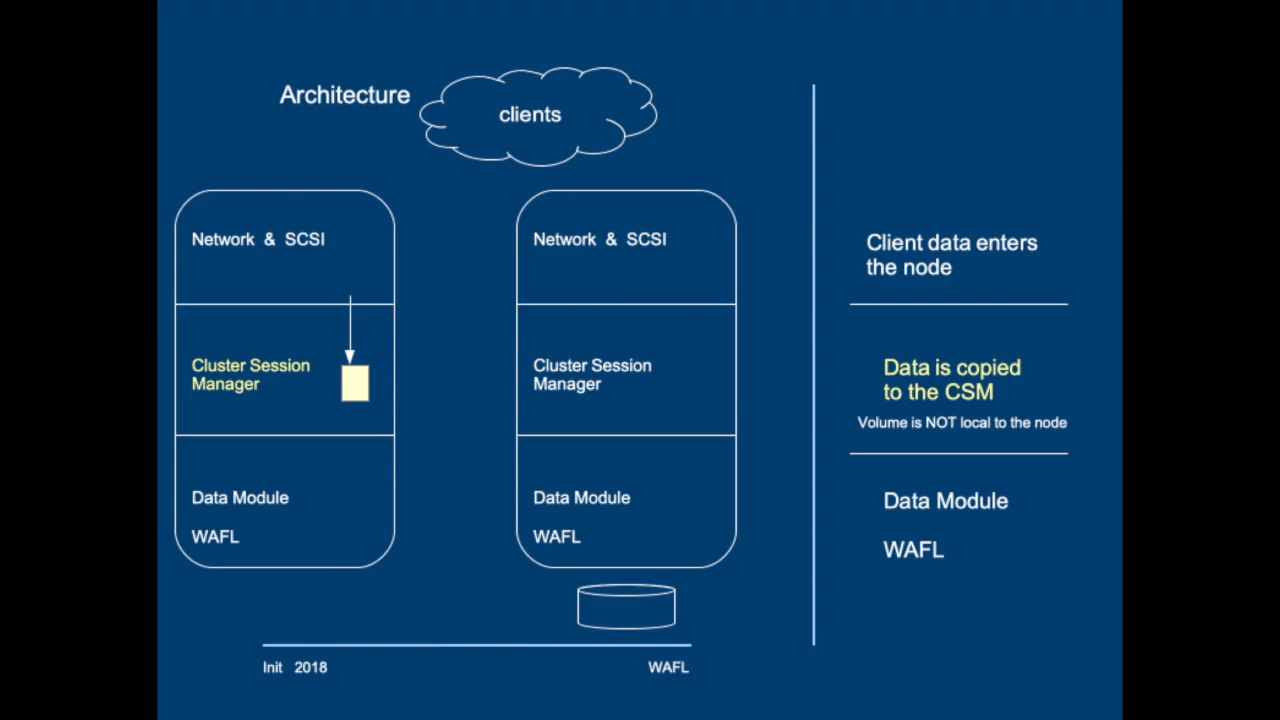 Architecture
clients
Network & SCSI
Cluster Session
Manager
Data Module
WAFL
Network & SCSI
Cluster Session
Manager
Data Module
WAFL
Client data enters
the node
Data is copied
to the CSM
Volume is NOT local to the node
Data Module
WAFL
Init 2018
WAFL